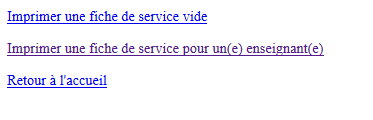 Imprimer une fiche de service vide
Imprimer une fiche de service pour un(e) enseignant(e)
Retour à l'accueil